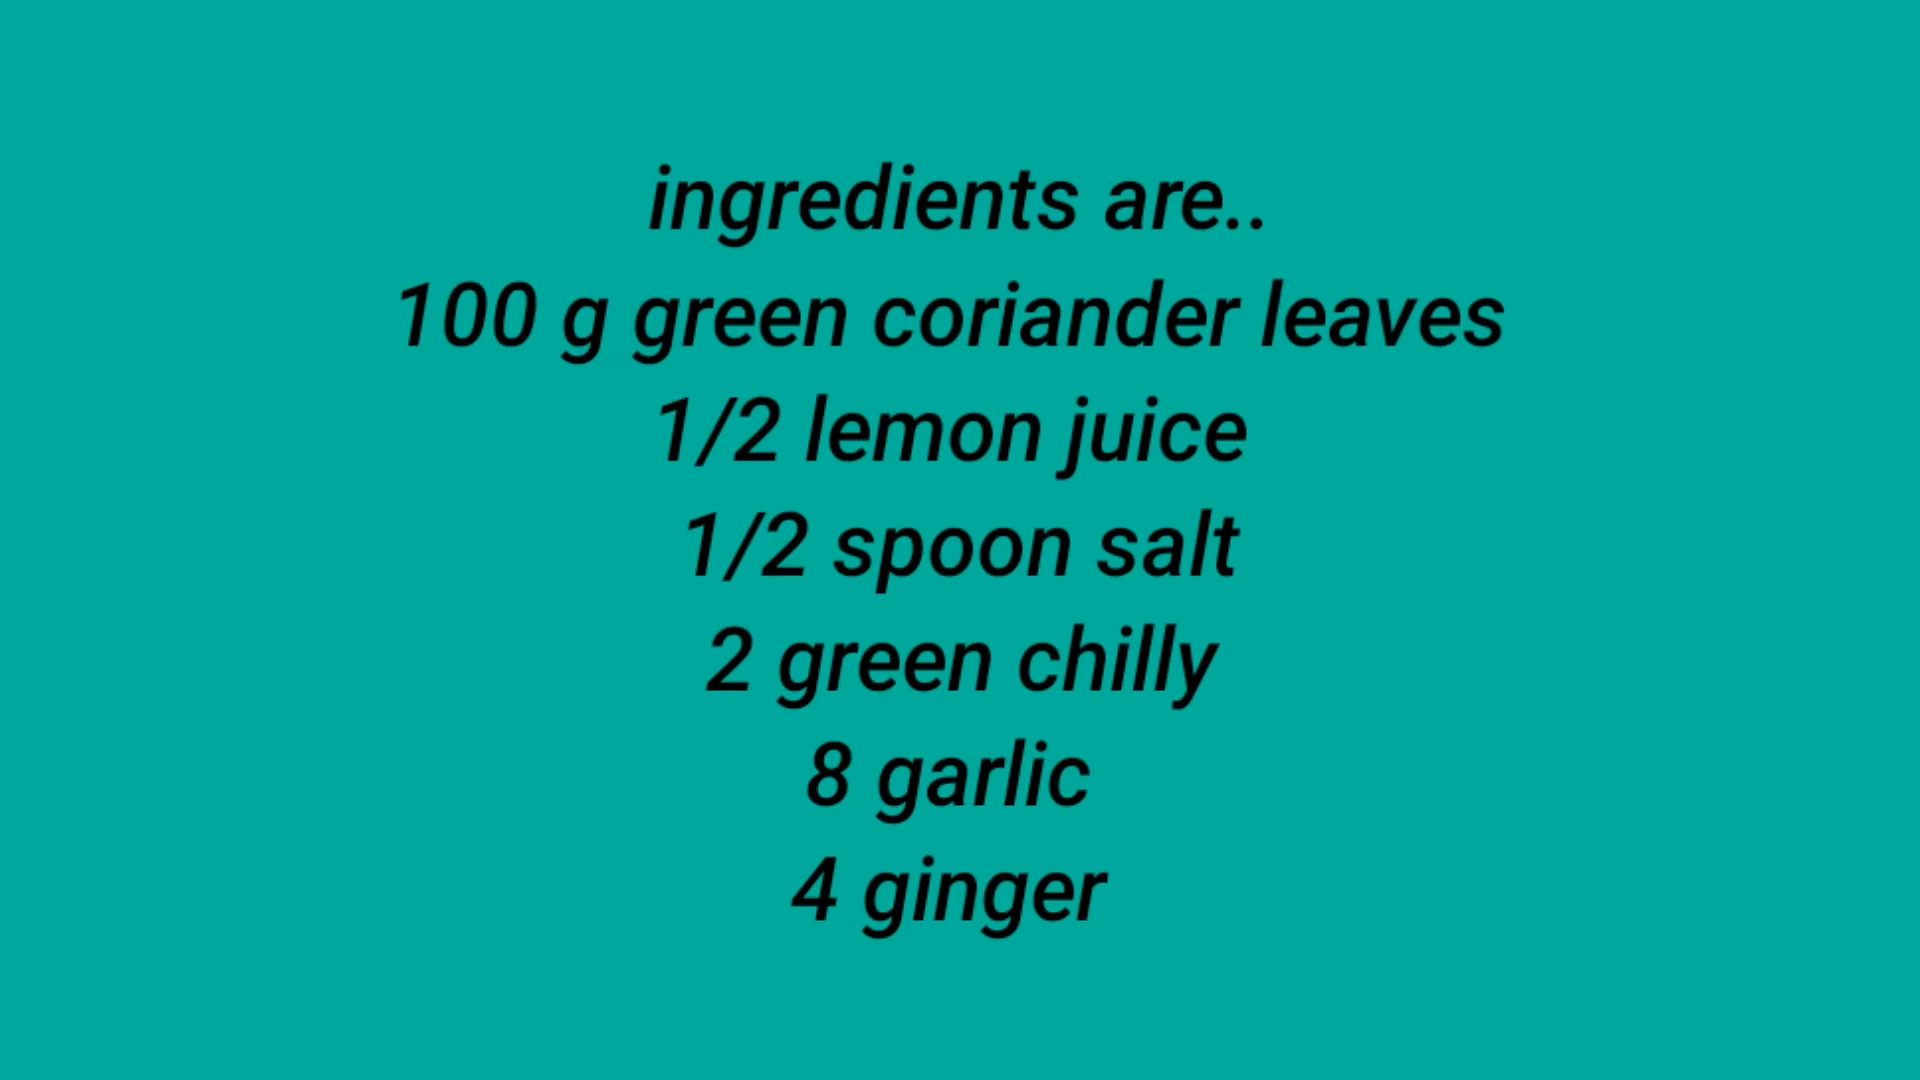 ingredients are..
100 g green coriander leaves
1/2 lemon juice
1/2 spoon salt
2 green chilly
8 garlic
4 ginger